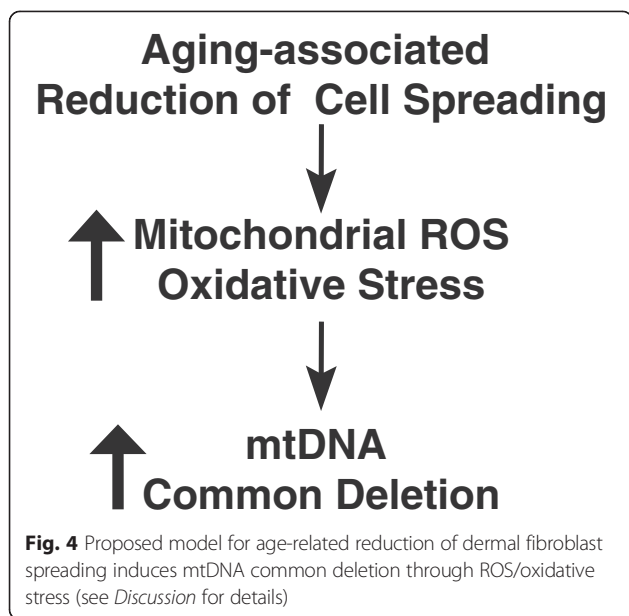 Aging-associated
Reduction of Cell Spreading
Mitochondrial ROS
Oxidative Stress
mtDNA
Common Deletion
Fig. 4 Proposed model for age-related reduction of dermal fibroblast
spreading induces mtDNA common deletion through ROS/oxidative
stress (see Discussion for details)